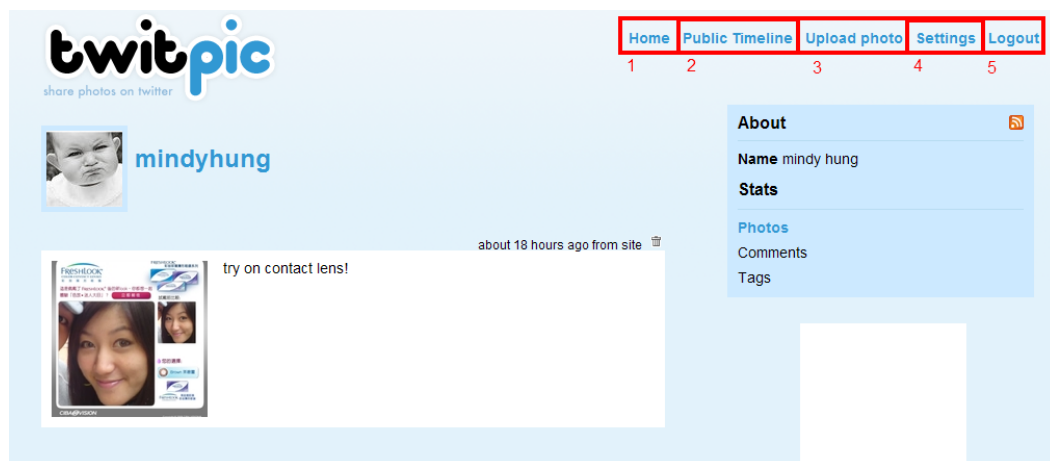 twitpic
share photos on twitter
Home Public Timeline Upload photo Settings Logout
1 2 3 4 5
mindyhung
About
Name mindy hung
Stats
Photos
Comments
Tags
about 18 hours ago from site
try on contact lens!
FRESHLOOK
CIBA VISION